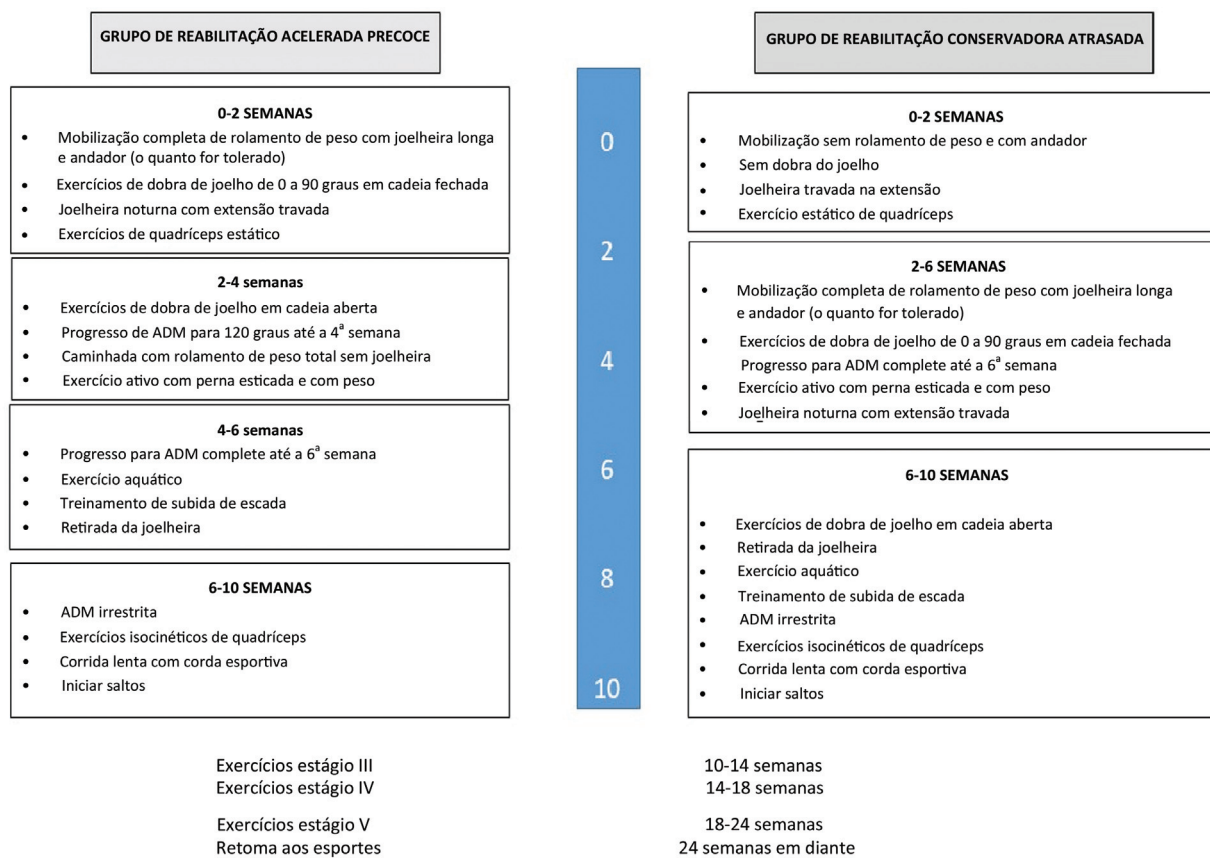 GRUPO DE REABILITAÇÃO ACELERADA PRECOCE
0-2 SEMANAS
• Mobilização completa de rolamento de peso com joelheira longa
e andador (o quanto for tolerado)
• Exercícios de dobra de joelho de 0 a 90 graus em cadeia fechada
• Joelheira noturna com extensão travada
• Exercícios de quadríceps estático
2-4 semanas
• Exercícios de dobra de joelho em cadeia aberta
• Progresso de ADM para 120 graus até a 4ª semana
• Caminhada com rolamento de peso total sem joelheira
• Exercício ativo com perna esticada e com peso
4-6 semanas
• Progresso para ADM complete até a 6ª semana
• Exercício aquático
• Treinamento de subida de escada
• Retirada da joelheira
6-10 SEMANAS
• ADM irrestrita
• Exercícios isocinéticos de quadríceps
• Corrida lenta com corda esportiva
• Iniciar saltos
0
2
4
6
8
10
GRUPO DE REABILITAÇÃO CONSERVADORA ATRASADA
0-2 SEMANAS
• Mobilização sem rolamento de peso e com andador
• Sem dobra do joelho
• Joelheira travada na extensão
• Exercício estático de quadríceps
2-6 SEMANAS
• Mobilização completa de rolamento de peso com joelheira longa
e andador (o quanto for tolerado)
• Exercícios de dobra de joelho de 0 a 90 graus em cadeia fechada
Progresso para ADM complete até a 6ª semana
• Exercício ativo com perna esticada e com peso
• Joelheira noturna com extensão travada
6-10 SEMANAS
• Exercícios de dobra de joelho em cadeia aberta
• Retirada da joelheira
• Exercício aquático
• Treinamento de subida de escada
• ADM irrestrita
• Exercícios isocinéticos de quadríceps
• Corrida lenta com corda esportiva
• Iniciar saltos
Exercícios estágio III 10-14 semanas
Exercícios estágio IV 14-18 semanas
Exercícios estágio V 18-24 semanas
Retoma aos esportes 24 semanas em diante